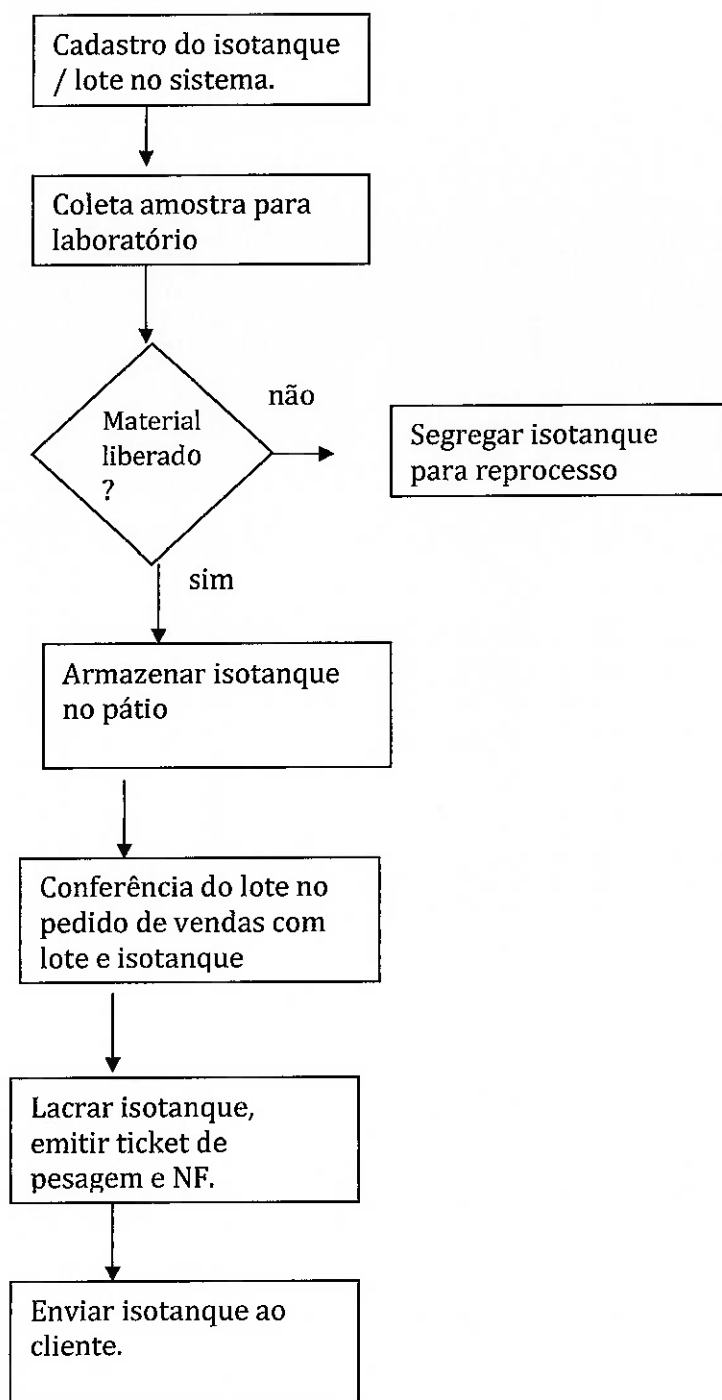 Cadastro do isotanque
/ lote no sistema.
Coleta amostra para
laboratório
Material
liberado
?
não
Segregar isotanque
para reprocesso
sim
Armazenar isotanque
no pátio
Conferência do lote no
pedido de vendas com
lote e isotanque
Lacrar isotanque,
emitir ticket de
pesagem e NF.
Enviar isotanque ao
cliente.